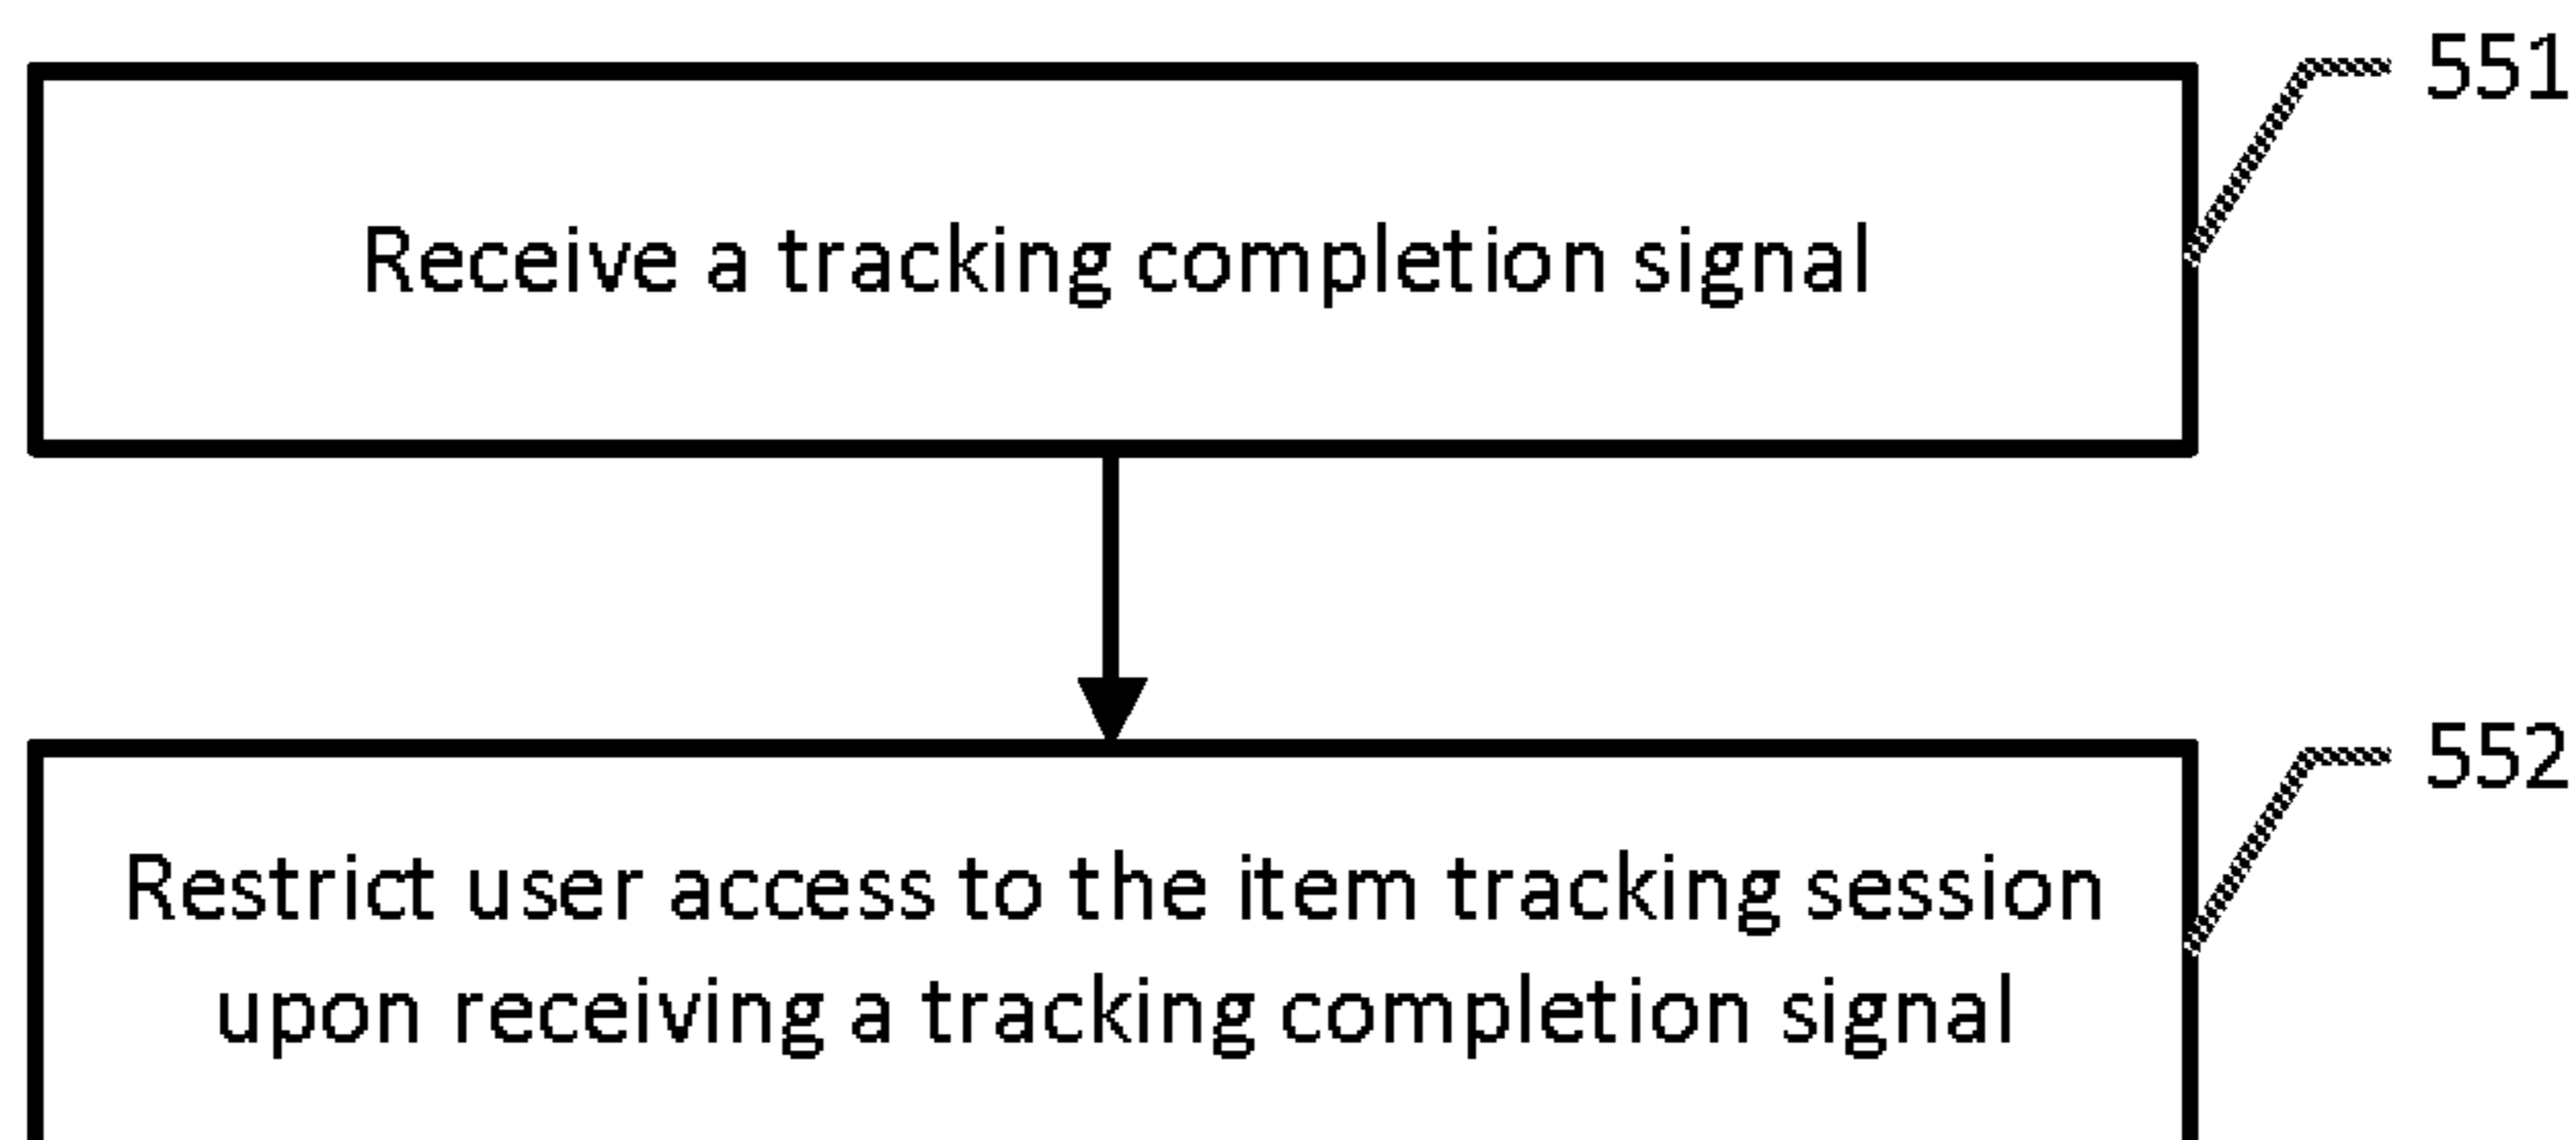 551
Receive a tracking completion signal
552
Restrict user access to the item tracking session
upon receiving a tracking completion signal